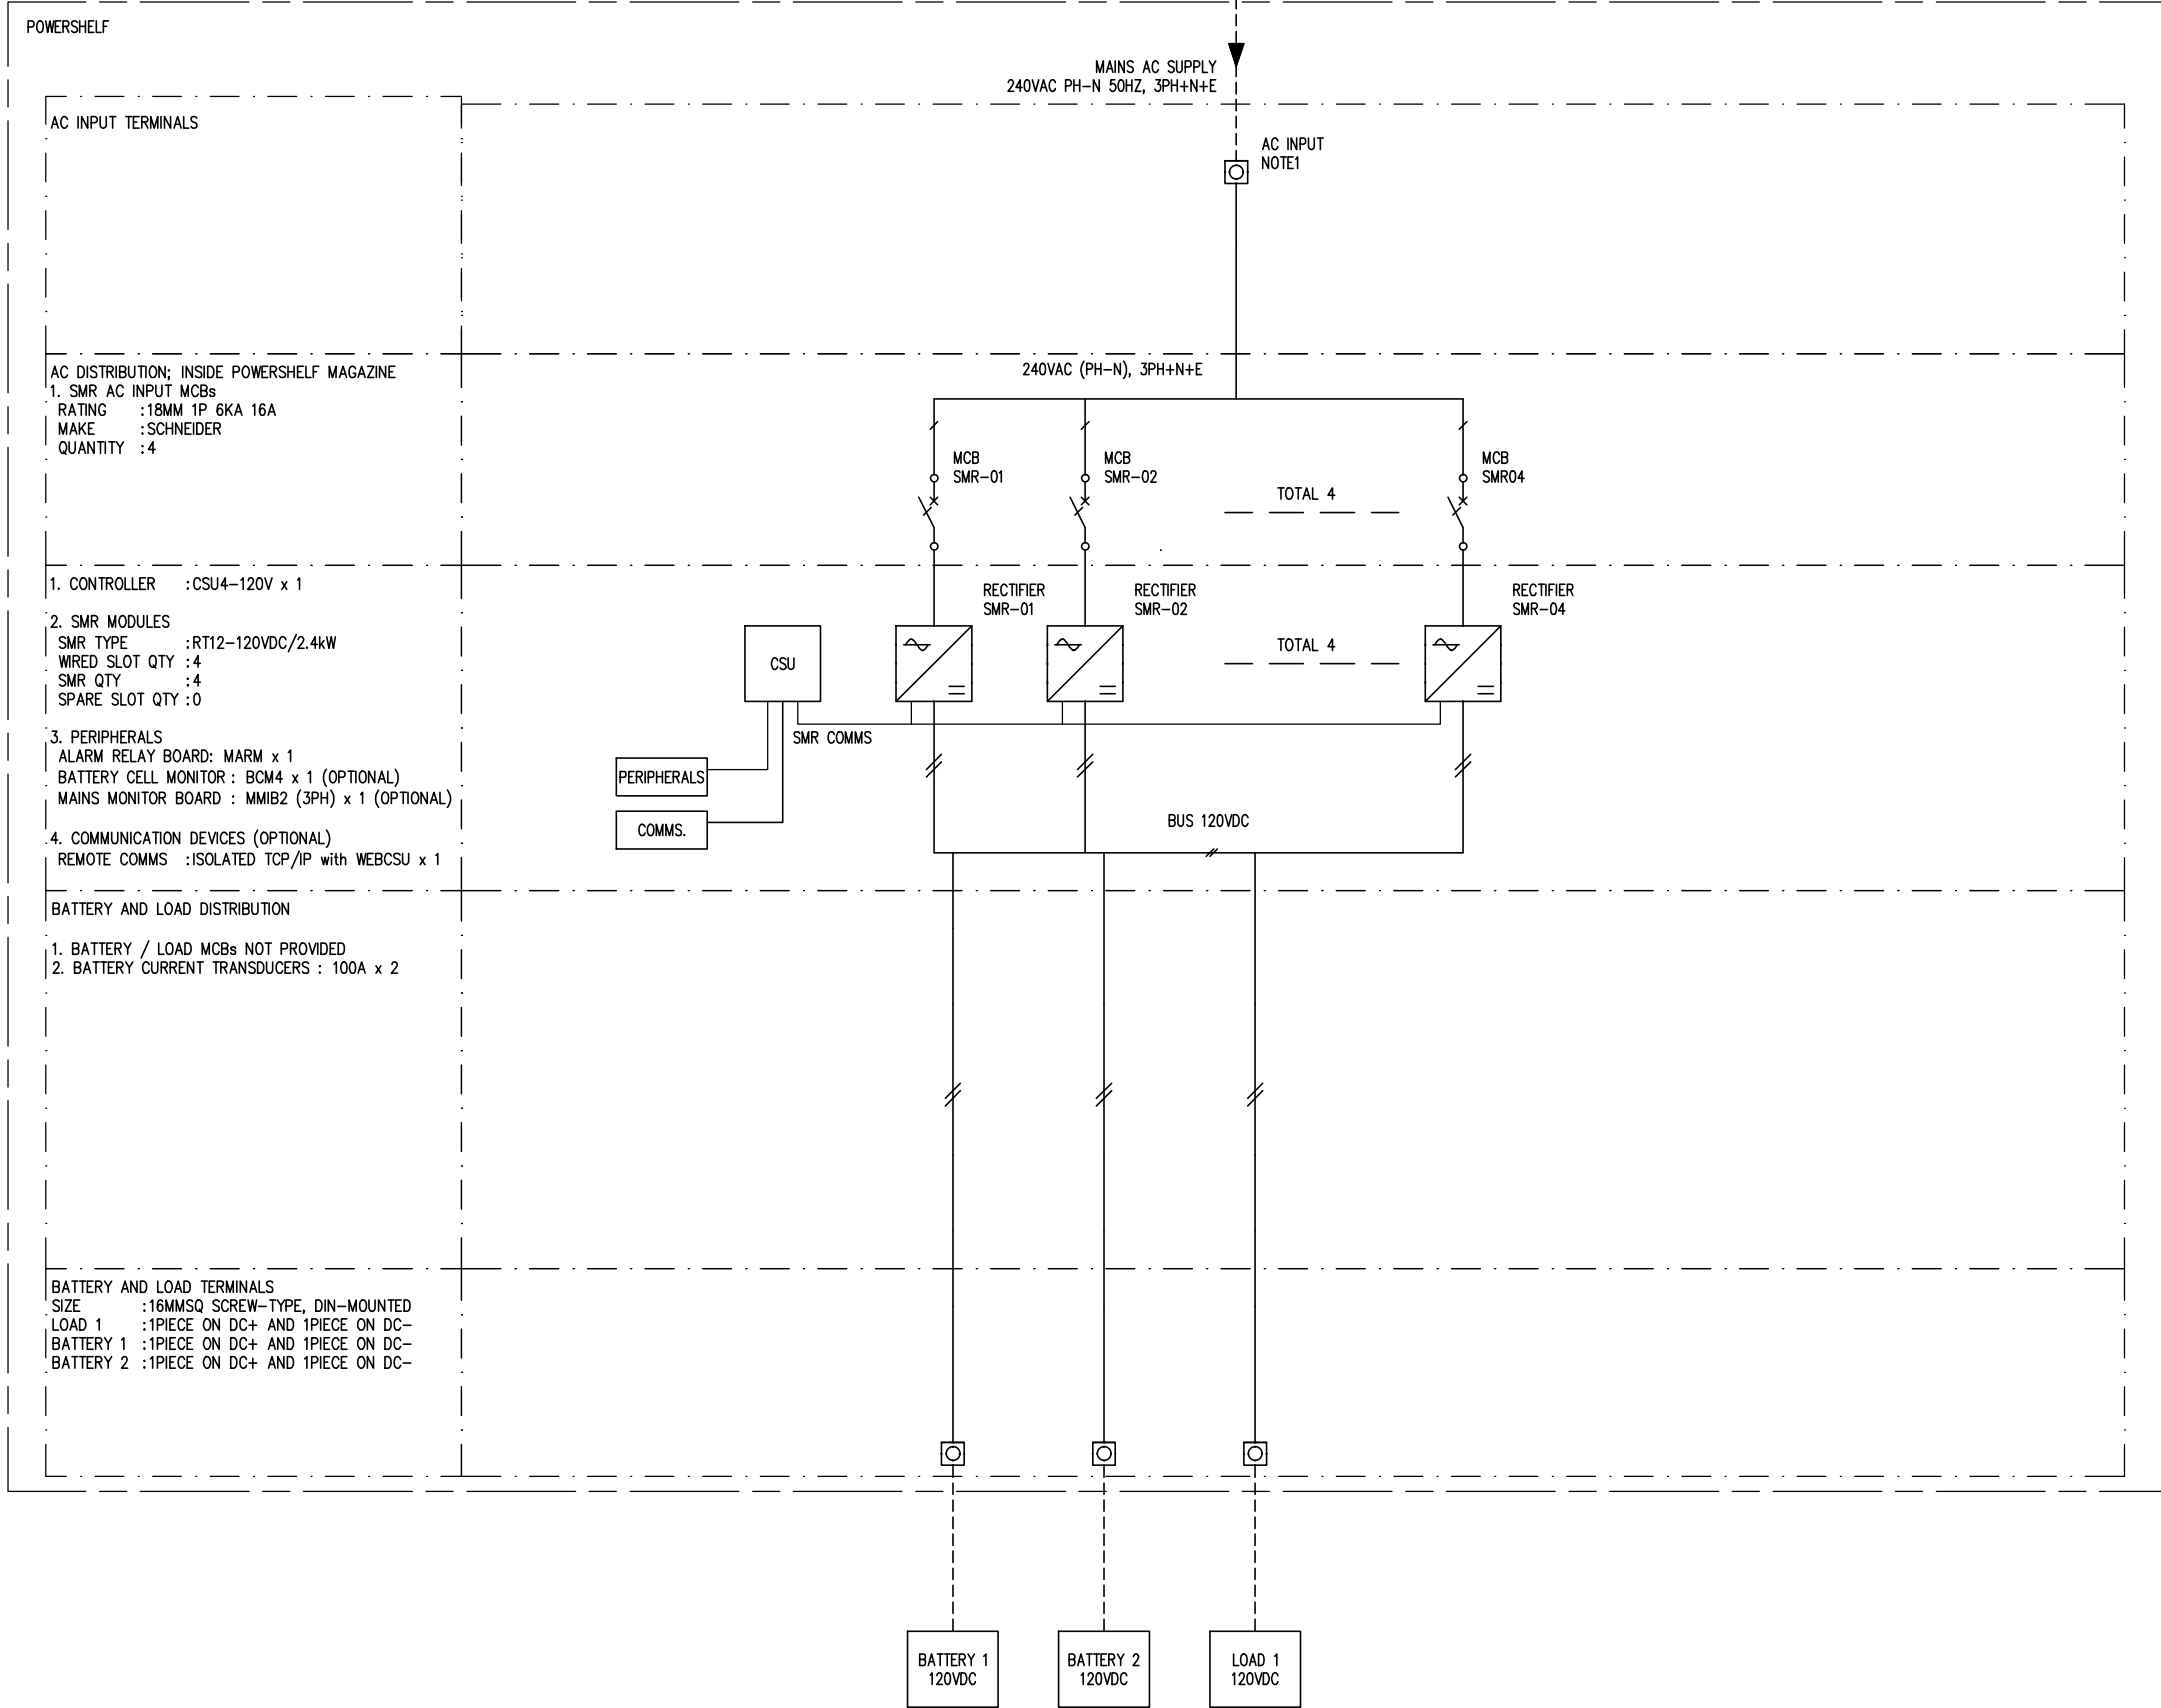 POWERSHELF
MAINS AC SUPPLY
240VAC PH-N 50HZ, 3PH+N+E
AC INPUT TERMINALS
AC INPUT
NOTE1
AC DISTRIBUTION; INSIDE POWERSHELF MAGAZINE
1. SMR AC INPUT MCBs
RATING :18MM 1P 6KA 16A
MAKE :SCHNEIDER
QUANTITY :4
240VAC (PH-N), 3PH+N+E
MCB
SMR-01
MCB
SMR-02
TOTAL 4
MCB
SMR04
1. CONTROLLER :CSU4-120V x 1
2. SMR MODULES
SMR TYPE :RT12-120VDC/2.4kW
WIRED SLOT QTY :4
SMR QTY :4
SPARE SLOT QTY :0
3. PERIPHERALS
ALARM RELAY BOARD: MARM x 1
BATTERY CELL MONITOR : BCM4 x 1 (OPTIONAL)
MAINS MONITOR BOARD : MMIB2 (3PH) x 1 (OPTIONAL)
4. COMMUNICATION DEVICES (OPTIONAL)
REMOTE COMMS :ISOLATED TCP/IP with WEBCSU x 1
RECTIFIER
SMR-01
RECTIFIER
SMR-02
TOTAL 4
RECTIFIER
SMR-04
CSU
SMR COMMS
PERIPHERALS
COMMS.
BUS 120VDC
BATTERY AND LOAD DISTRIBUTION
1. BATTERY / LOAD MCBs NOT PROVIDED
2. BATTERY CURRENT TRANSDUCERS : 100A x 2
BATTERY AND LOAD TERMINALS
SIZE :16MMSQ SCREW-TYPE, DIN-MOUNTED
LOAD 1 :1PIECE ON DC+ AND 1PIECE ON DC-
BATTERY 1 :1PIECE ON DC+ AND 1PIECE ON DC-
BATTERY 2 :1PIECE ON DC+ AND 1PIECE ON DC-
BATTERY 1
120VDC
BATTERY 2
120VDC
LOAD 1
120VDC